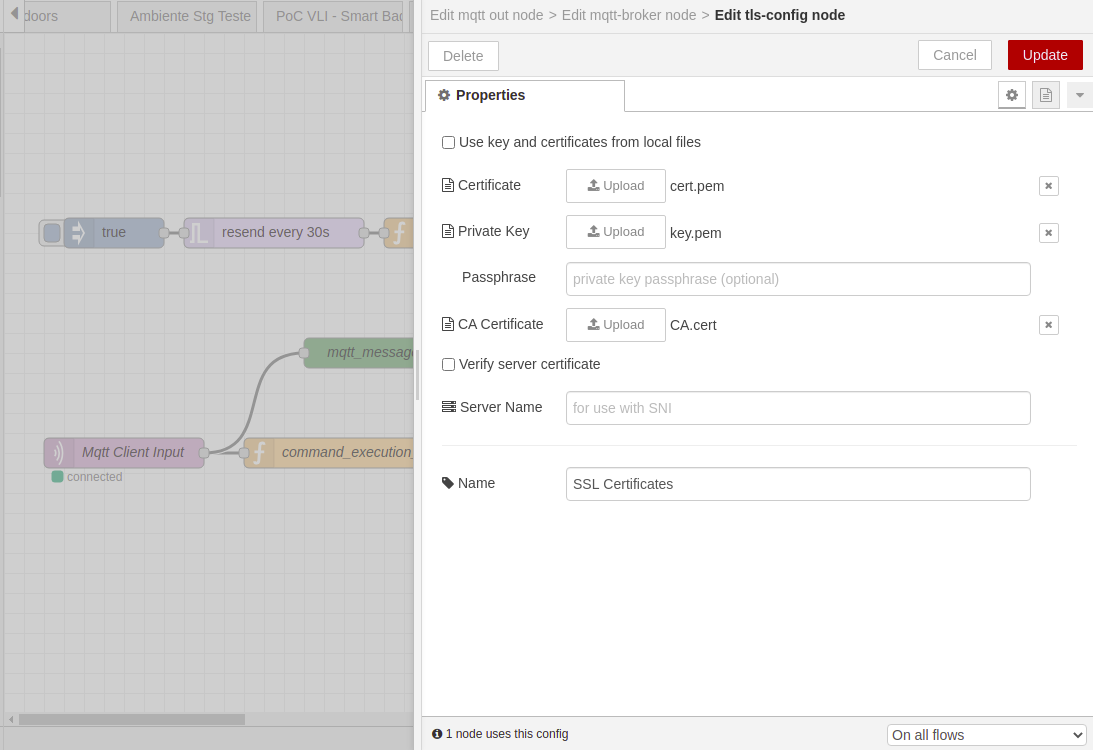 doors
Ambiente Stg Teste
PoC VLI - Smart Bac
Edit mqtt out node > Edit mqtt-broker node > Edit tls-config node
Delete
Cancel
Update
Properties
Use key and certificates from local files
Certificate
Upload
cert.pem
Private Key
Upload
key.pem
Passphrase
private key passphrase (optional)
CA Certificate
Upload
CA.cert
Verify server certificate
Server Name
for use with SNI
Name
SSL Certificates
true
resend every 30s
mqtt_message
Mqtt Client Input
command_execution_
connected
1 node uses this config
On all flows